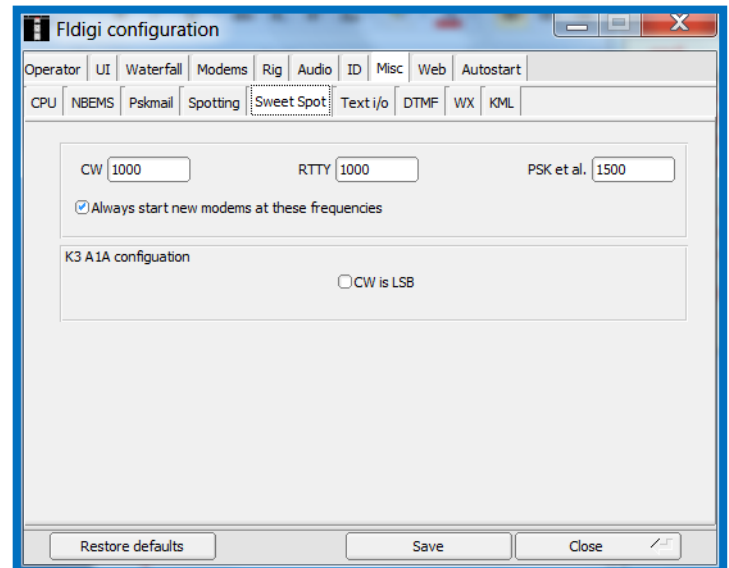 Fldigi configuration
Operator UI Waterfall Modems Rig Audio ID Misc Web Autostart
CPU NBEMS Pskmail Spotting Sweet Spot Text i/o DTMF WX KML
CW 1000 RTTY 1000 PSK et al. 1500
Always start new modems at these frequencies
K3 A1A configuation
CW is LSB
Restore defaults Save Close